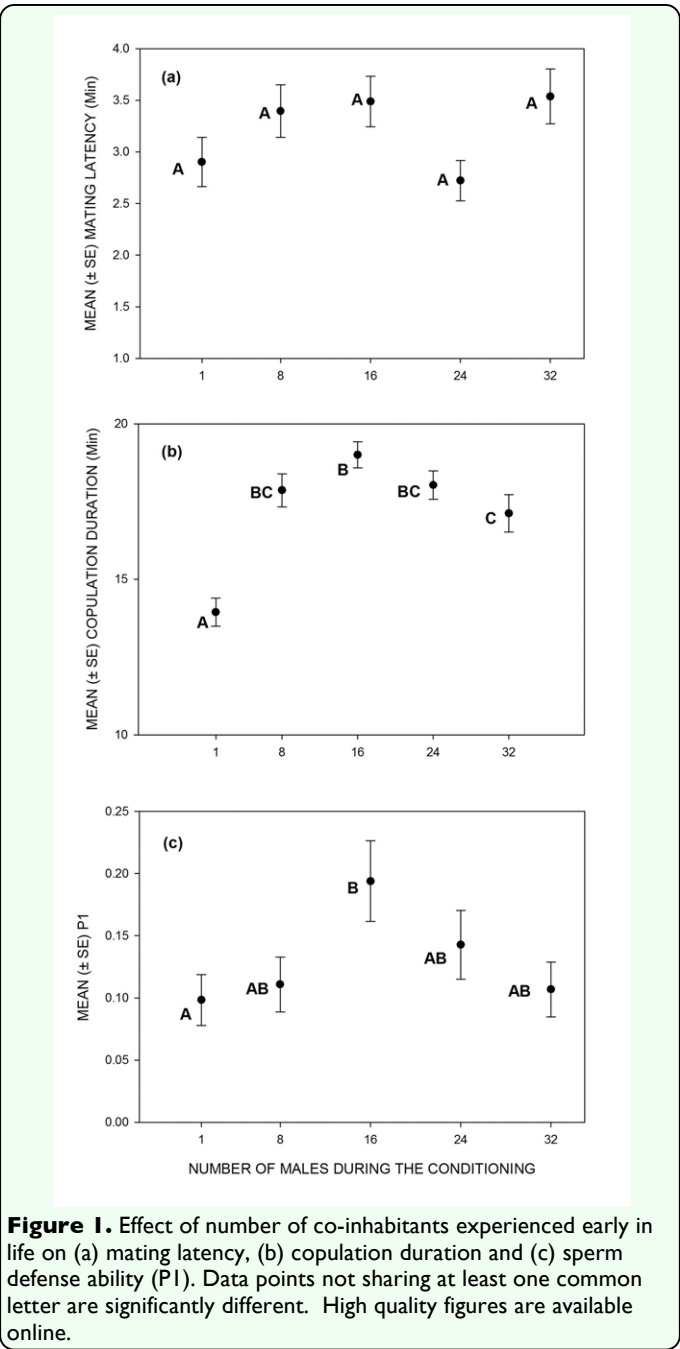 4.0
(a)
3.5
A
A
A
3.0
A
A
2.5
2.0
1.5
1.0
1 8 16 24 32
MEAN (± SE) MATING LATENCY (Min)
20
(b)
BC
B
BC
C
15
A
10
1 8 16 24 32
MEAN (± SE) COPULATION DURATION (Min)
0.25
(c)
0.20
B
0.15
AB
AB
AB
0.10
A
0.05
0.00
1 8 16 24 32
MEAN (± SE) P1
NUMBER OF MALES DURING THE CONDITIONING
Figure 1. Effect of number of co-inhabitants experienced early in
life on (a) mating latency, (b) copulation duration and (c) sperm
defense ability (P1). Data points not sharing at least one common
letter are significantly different.  High quality figures are available
online.